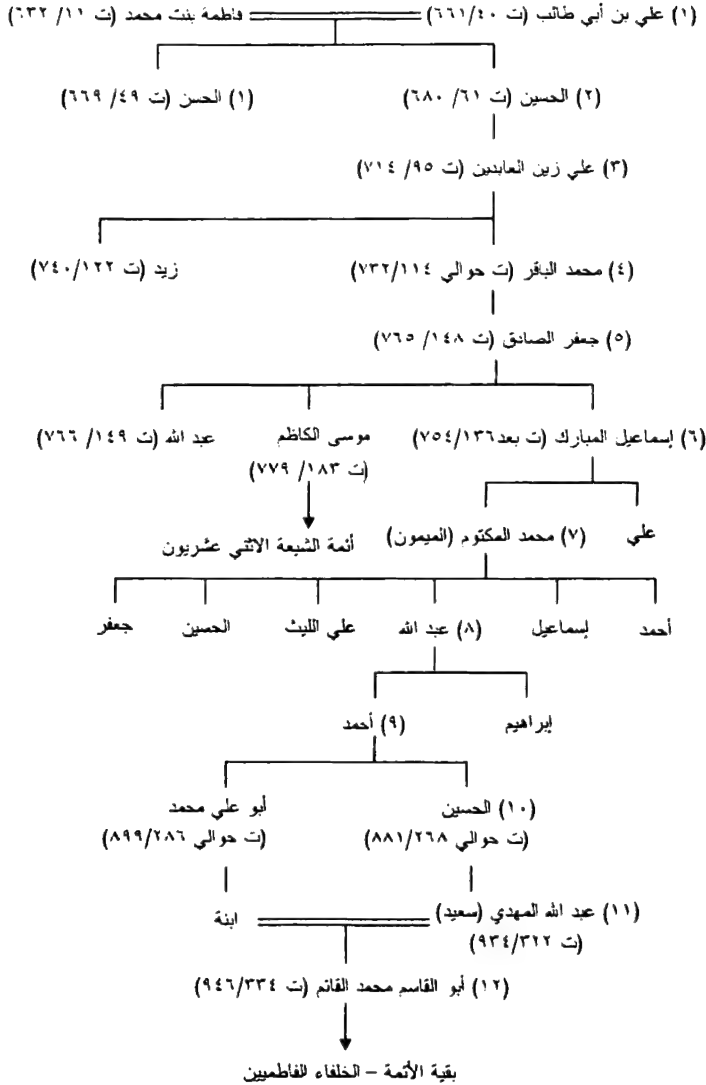 (١) علي بن أبي طالب (ت ٤٠/٦٦١) فاطمة بنت محمد (ت ١١/ ٦٣٢)
(٢) الحسين (ت ٦١/ ٦٨٠) (١) الحسن (ت ٤٩/ ٦٦٩)
(٣) علي زين العابدين (ت ٩٥/ ٧١٤)
(٤) محمد الباقر (ت حوالي ١١٤/٧٣٢) زيد (ت ١٢٢/٧٤٠)
(٥) جعفر الصادق (ت ١٤٨/ ٧٦٥)
(٦) إسماعيل المبارك (ت بعد١٣٦/٧٥٤) موسى الكاظم عبد الله (ت ١٤٩/ ٧٦٦)
(ت ١٨٣/ ٧٧٩)
علي (٧) محمد المكتوم (الميمون) أئمة الشيعة الاثني عشريون
أحمد إسماعيل (٨) عبد الله علي الليث الحسين جعفر
إبراهيم (٩) أحمد
(١٠) الحسين أبو علي محمد
(ت حوالي ٢٦٨/٨٨١) (ت حوالي ٢٨٦/٨٩٩)
(١١) عبد الله المهدي (سعيد) ابنة
(ت ٣٢٢/٩٣٤)
(١٢) أبو القاسم محمد القائم (ت ٣٣٤/٩٤٦)
بقية الأئمة – الخلفاء الفاطميين